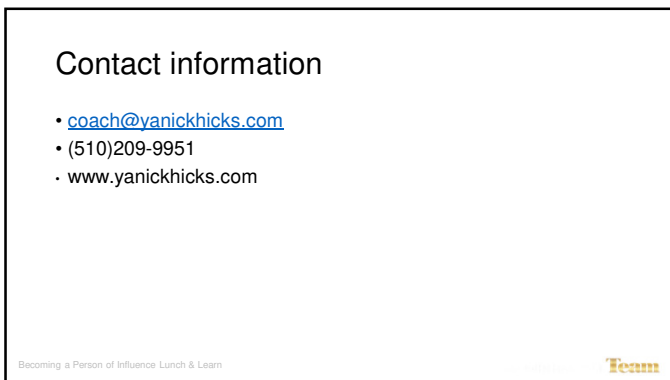 Contact information
• coach@yanickhicks.com
• (510)209-9951
• www.yanickhicks.com
Becoming a Person of Influence Lunch & Learn
Team